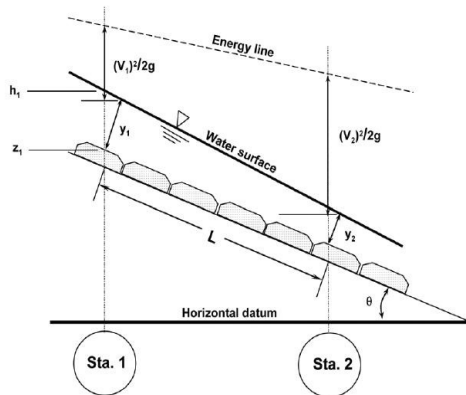 Energy line
(V₁)²/2g
h₁
(V₂)²/2g
y₁
Water surface
z₁
y₂
L
θ
Horizontal datum
Sta. 1
Sta. 2